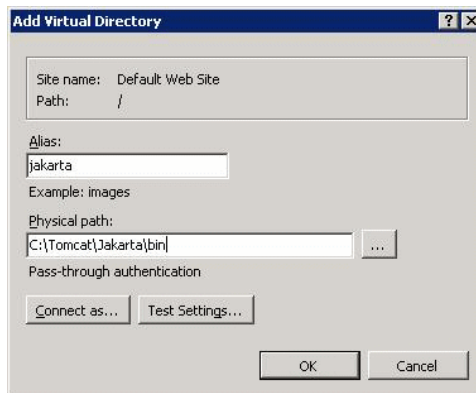 Add Virtual Directory
Site name: Default Web Site
Path: /
Alias:
jakarta
Example: images
Physical path:
C:\Tomcat\Jakarta\bin
...
Pass-through authentication
Connect as... Test Settings...
OK Cancel